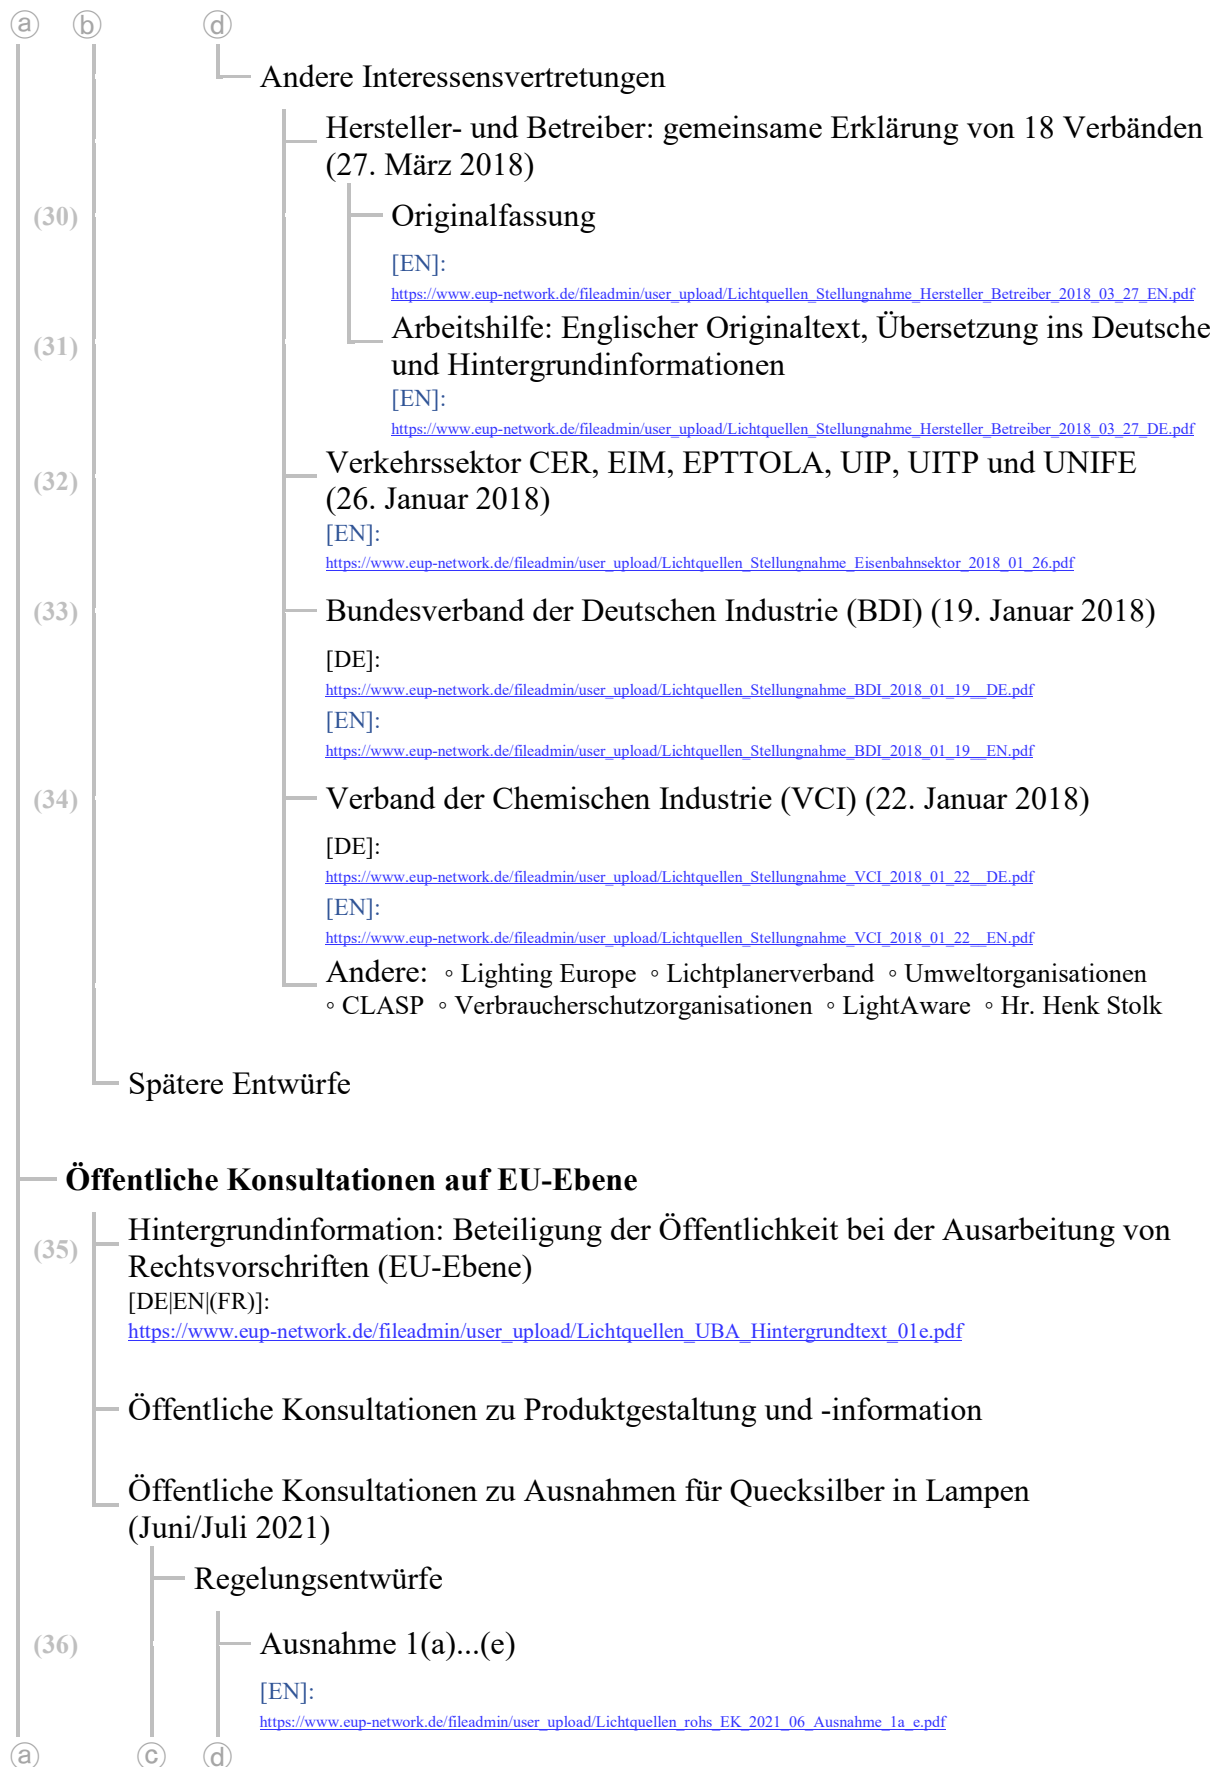 ⓐ ⓑ ⓓ
Andere Interessensvertretungen
Hersteller- und Betreiber: gemeinsame Erklärung von 18 Verbänden
(27. März 2018)
(30) Originalfassung
[EN]:
https://www.eup-network.de/fileadmin/user_upload/Lichtquellen_Stellungnahme_Hersteller_Betreiber_2018_03_27_EN.pdf
(31) Arbeitshilfe: Englischer Originaltext, Übersetzung ins Deutsche
und Hintergrundinformationen
[EN]:
https://www.eup-network.de/fileadmin/user_upload/Lichtquellen_Stellungnahme_Hersteller_Betreiber_2018_03_27_DE.pdf
(32) Verkehrssektor CER, EIM, EPTTOLA, UIP, UITP und UNIFE
(26. Januar 2018)
[EN]:
https://www.eup-network.de/fileadmin/user_upload/Lichtquellen_Stellungnahme_Eisenbahnsektor_2018_01_26.pdf
(33) Bundesverband der Deutschen Industrie (BDI) (19. Januar 2018)
[DE]:
https://www.eup-network.de/fileadmin/user_upload/Lichtquellen_Stellungnahme_BDI_2018_01_19__DE.pdf
[EN]:
https://www.eup-network.de/fileadmin/user_upload/Lichtquellen_Stellungnahme_BDI_2018_01_19__EN.pdf
(34) Verband der Chemischen Industrie (VCI) (22. Januar 2018)
[DE]:
https://www.eup-network.de/fileadmin/user_upload/Lichtquellen_Stellungnahme_VCI_2018_01_22__DE.pdf
[EN]:
https://www.eup-network.de/fileadmin/user_upload/Lichtquellen_Stellungnahme_VCI_2018_01_22__EN.pdf
Andere: ◦ Lighting Europe ◦ Lichtplanerverband ◦ Umweltorganisationen
◦ CLASP ◦ Verbraucherschutzorganisationen ◦ LightAware ◦ Hr. Henk Stolk
Spätere Entwürfe
Öffentliche Konsultationen auf EU-Ebene
(35) Hintergrundinformation: Beteiligung der Öffentlichkeit bei der Ausarbeitung von
Rechtsvorschriften (EU-Ebene)
[DE|EN|(FR)]:
https://www.eup-network.de/fileadmin/user_upload/Lichtquellen_UBA_Hintergrundtext_01e.pdf
Öffentliche Konsultationen zu Produktgestaltung und -information
Öffentliche Konsultationen zu Ausnahmen für Quecksilber in Lampen
(Juni/Juli 2021)
Regelungsentwürfe
(36) Ausnahme 1(a)...(e)
[EN]:
https://www.eup-network.de/fileadmin/user_upload/Lichtquellen_rohs_EK_2021_06_Ausnahme_1a_e.pdf
ⓐ ⓒ ⓓ